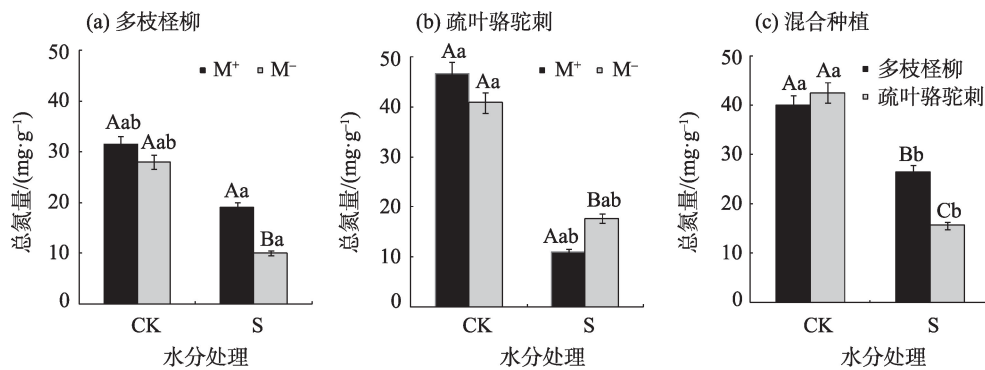 (a) 多枝柽柳
总氮量/(mg·g⁻¹)
50
40
30
20
10
0
M⁺ M⁻
Aab Aab
Aa
Ba
CK S
水分处理
(b) 疏叶骆驼刺
总氮量/(mg·g⁻¹)
50
40
30
20
10
0
M⁺ M⁻
Aa
Aa
Aab
Bab
CK S
水分处理
(c) 混合种植
总氮量/(mg·g⁻¹)
50
40
30
20
10
0
多枝柽柳
疏叶骆驼刺
Aa Aa
Bb
Cb
CK S
水分处理